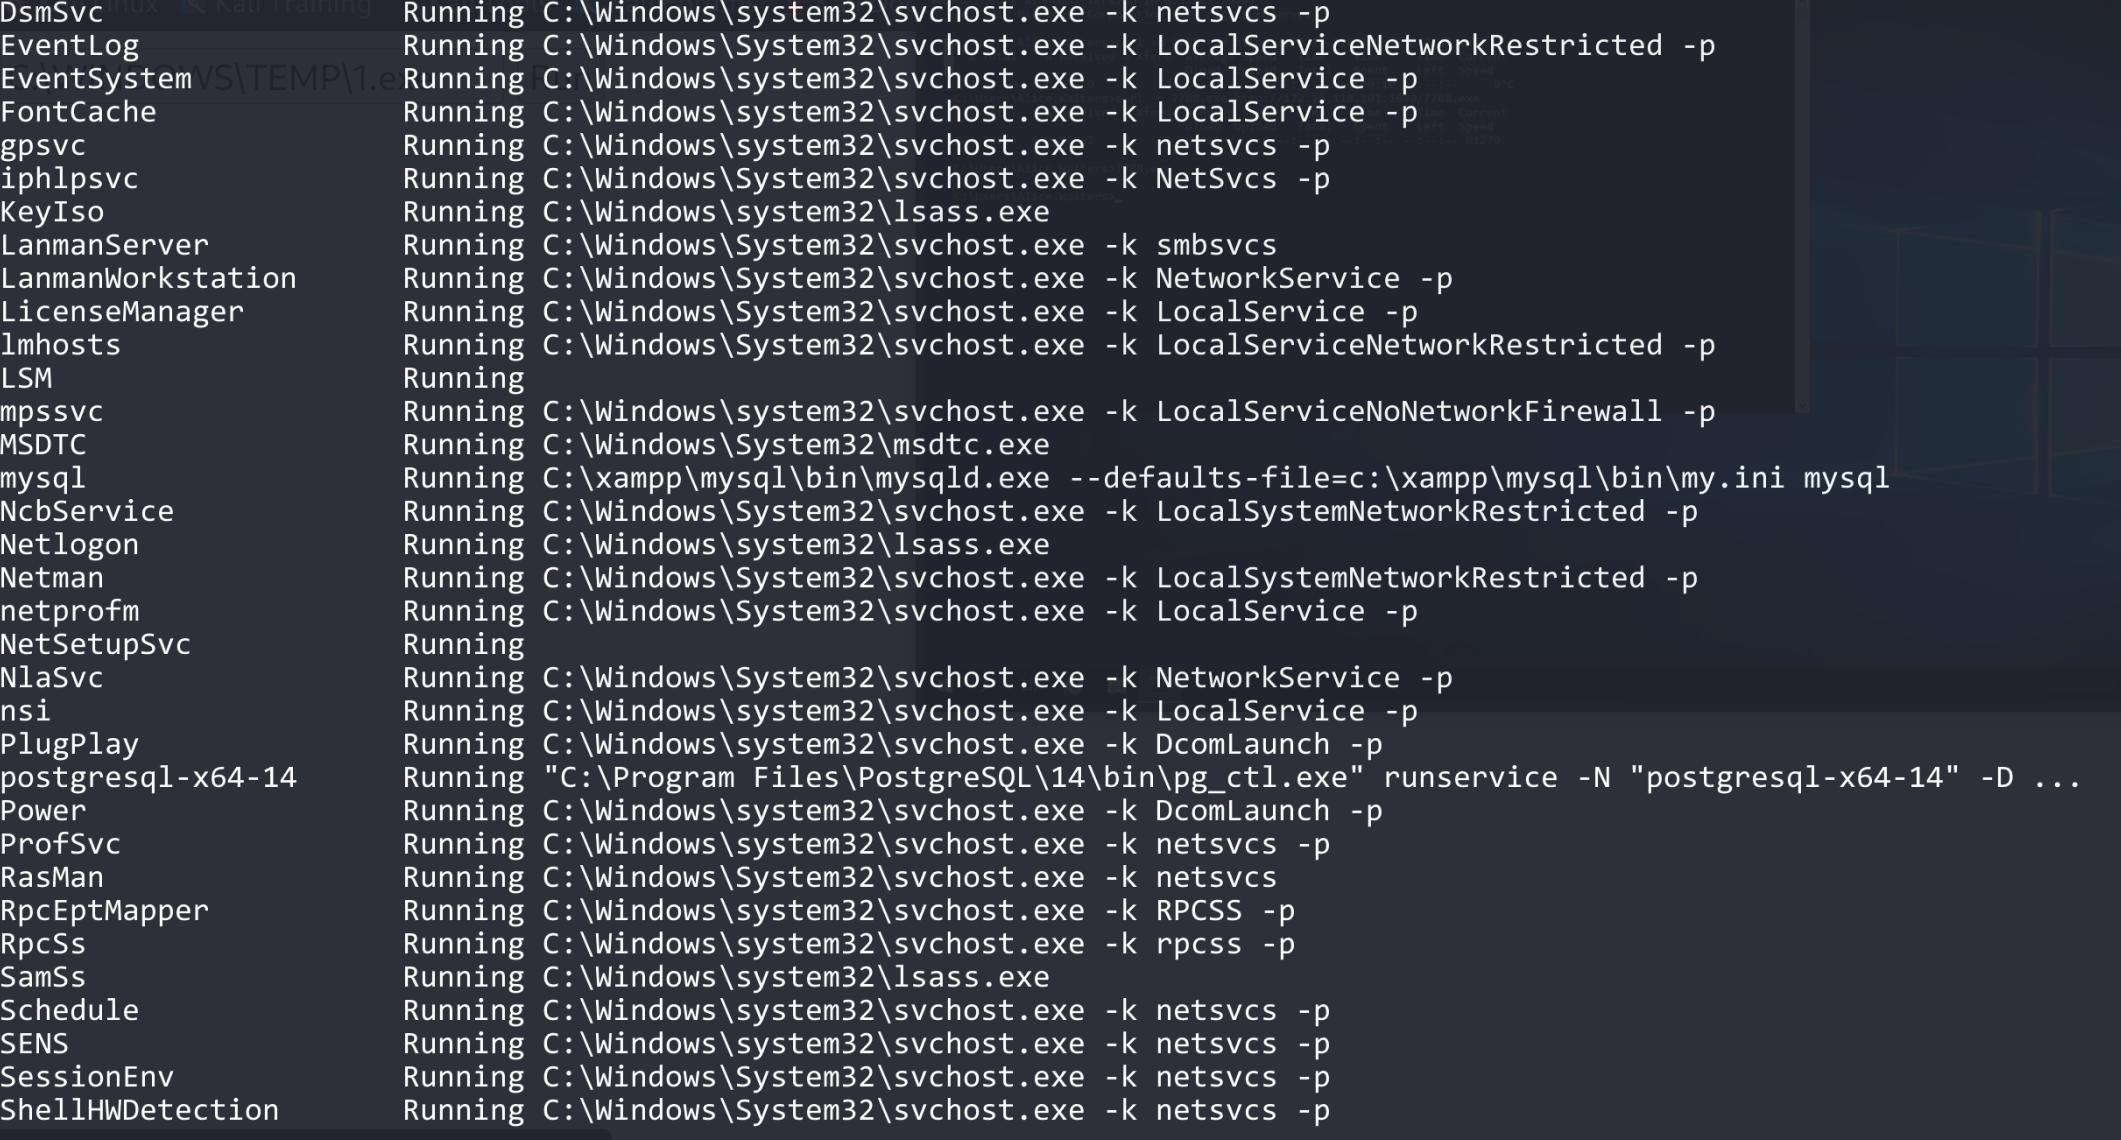 DsmSvc Running C:\Windows\system32\svchost.exe -k netsvcs -p
EventLog Running C:\Windows\System32\svchost.exe -k LocalServiceNetworkRestricted -p
EventSystem Running C:\Windows\system32\svchost.exe -k LocalService -p
FontCache Running C:\Windows\system32\svchost.exe -k LocalService -p
gpsvc Running C:\Windows\system32\svchost.exe -k netsvcs -p
iphlpsvc Running C:\Windows\System32\svchost.exe -k NetSvcs -p
KeyIso Running C:\Windows\system32\lsass.exe
LanmanServer Running C:\Windows\System32\svchost.exe -k smbsvcs
LanmanWorkstation Running C:\Windows\System32\svchost.exe -k NetworkService -p
LicenseManager Running C:\Windows\System32\svchost.exe -k LocalService -p
lmhosts Running C:\Windows\System32\svchost.exe -k LocalServiceNetworkRestricted -p
LSM Running
mpssvc Running C:\Windows\system32\svchost.exe -k LocalServiceNoNetworkFirewall -p
MSDTC Running C:\Windows\System32\msdtc.exe
mysql Running C:\xampp\mysql\bin\mysqld.exe --defaults-file=c:\xampp\mysql\bin\my.ini mysql
NcbService Running C:\Windows\System32\svchost.exe -k LocalSystemNetworkRestricted -p
Netlogon Running C:\Windows\system32\lsass.exe
Netman Running C:\Windows\System32\svchost.exe -k LocalSystemNetworkRestricted -p
netprofm Running C:\Windows\System32\svchost.exe -k LocalService -p
NetSetupSvc Running
NlaSvc Running C:\Windows\System32\svchost.exe -k NetworkService -p
nsi Running C:\Windows\system32\svchost.exe -k LocalService -p
PlugPlay Running C:\Windows\system32\svchost.exe -k DcomLaunch -p
postgresql-x64-14 Running "C:\Program Files\PostgreSQL\14\bin\pg_ctl.exe" runservice -N "postgresql-x64-14" -D ...
Power Running C:\Windows\system32\svchost.exe -k DcomLaunch -p
ProfSvc Running C:\Windows\system32\svchost.exe -k netsvcs -p
RasMan Running C:\Windows\System32\svchost.exe -k netsvcs
RpcEptMapper Running C:\Windows\system32\svchost.exe -k RPCSS -p
RpcSs Running C:\Windows\system32\svchost.exe -k rpcss -p
SamSs Running C:\Windows\system32\lsass.exe
Schedule Running C:\Windows\system32\svchost.exe -k netsvcs -p
SENS Running C:\Windows\system32\svchost.exe -k netsvcs -p
SessionEnv Running C:\Windows\System32\svchost.exe -k netsvcs -p
ShellHWDetection Running C:\Windows\System32\svchost.exe -k netsvcs -p